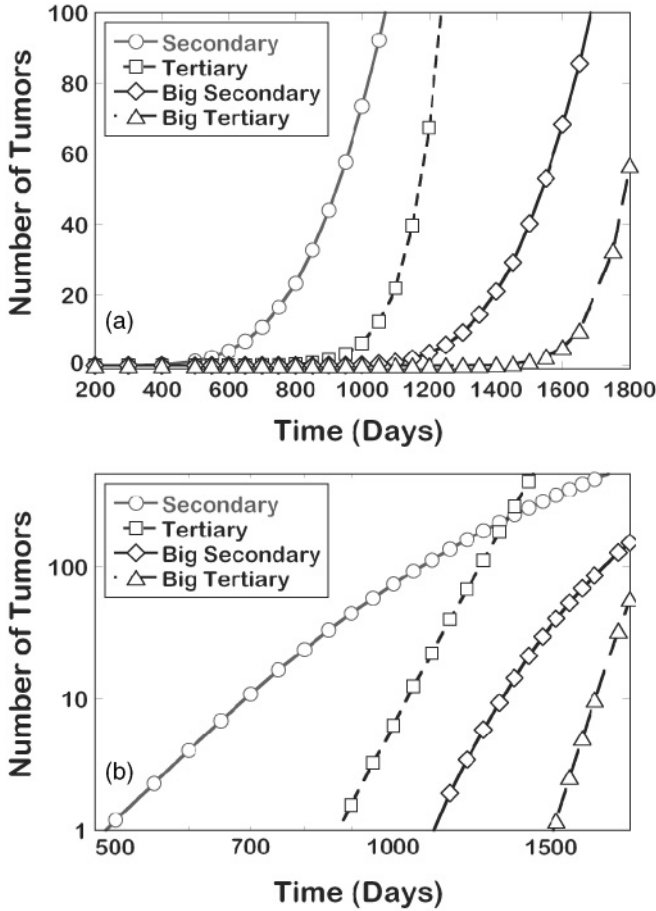 100
80
60
40
20
0
Number of Tumors
Secondary
Tertiary
Big Secondary
Big Tertiary
(a)
200 400 600 800 1000 1200 1400 1600 1800
Time (Days)
100
10
1
Number of Tumors
Secondary
Tertiary
Big Secondary
Big Tertiary
(b)
500 700 1000 1500
Time (Days)